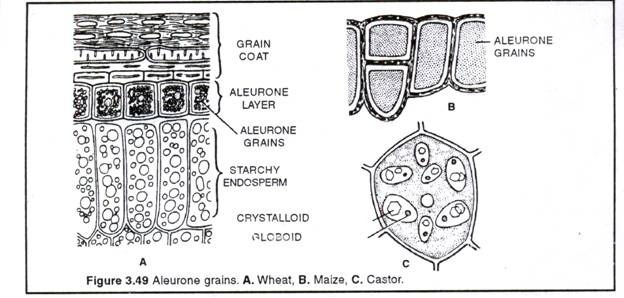 GRAIN
COAT
ALEURONE
LAYER
ALEURONE
GRAINS
STARCHY
ENDOSPERM
CRYSTALLOID
GLOBOID
A
ALEURONE
GRAINS
B
C
Figure 3.49 Aleurone grains. A. Wheat, B. Maize, C. Castor.